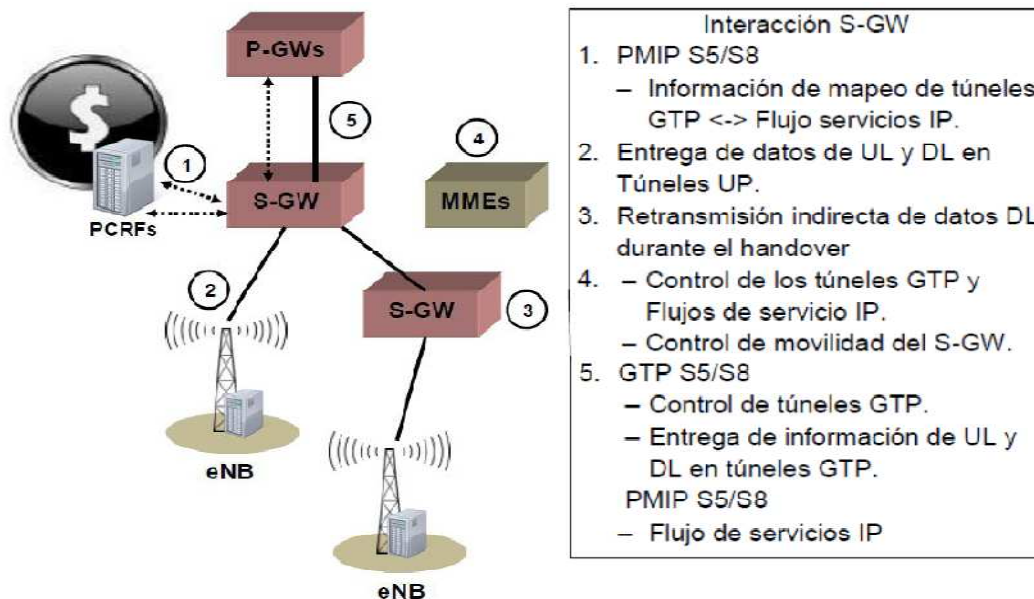 P-GWs
5
$
1
4
S-GW
MMEs
PCRFs
2
S-GW
3
eNB
eNB
Interacción S-GW
1. PMIP S5/S8
– Información de mapeo de túneles
GTP <-> Flujo servicios IP.
2. Entrega de datos de UL y DL en
Túneles UP.
3. Retransmisión indirecta de datos DL
durante el handover
4. – Control de los túneles GTP y
Flujos de servicio IP.
– Control de movilidad del S-GW.
5. GTP S5/S8
– Control de túneles GTP.
– Entrega de información de UL y
DL en túneles GTP.
PMIP S5/S8
– Flujo de servicios IP